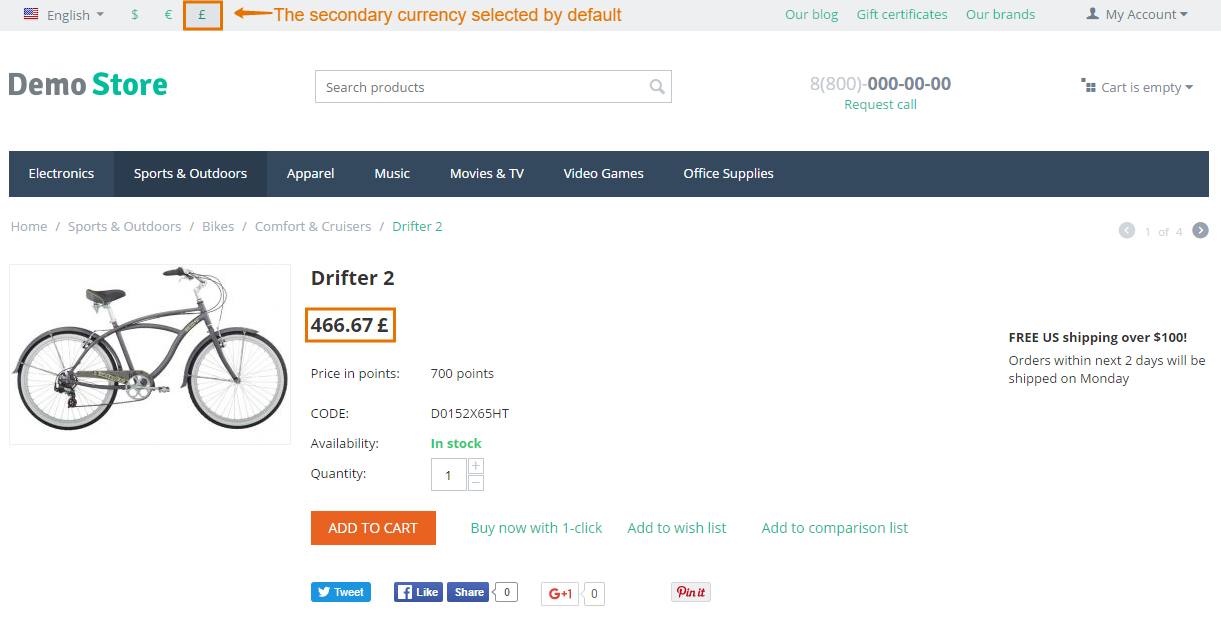 English $ € £ The secondary currency selected by default Our blog Gift certificates Our brands My Account
Demo Store Search products 8(800)-000-00-00 Cart is empty
Request call
Electronics Sports & Outdoors Apparel Music Movies & TV Video Games Office Supplies
Home / Sports & Outdoors / Bikes / Comfort & Cruisers / Drifter 2 1 of 4
Drifter 2
466.67 £
Price in points: 700 points
CODE: D0152X65HT
Availability: In stock
Quantity: 1 + −
ADD TO CART Buy now with 1-click Add to wish list Add to comparison list
Tweet Like Share 0 G+1 0 Pin it
FREE US shipping over $100!
Orders within next 2 days will be
shipped on Monday